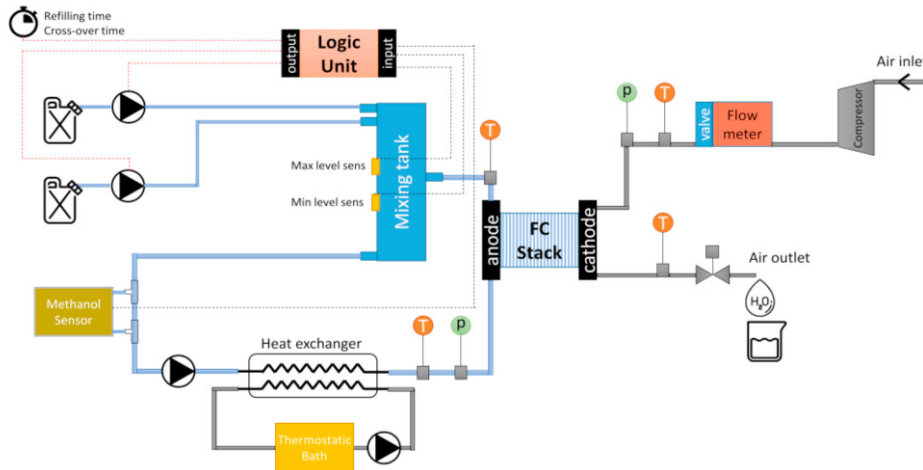 Refilling time
Cross-over time
output
Logic
Unit
input
Air inlet
P
T
valve
Flow
meter
Compressor
T
Max level sens
Min level sens
Mixing tank
anode
FC
Stack
cathode
T
Air outlet
H₂O
Methanol
Sensor
Heat exchanger
T
P
Thermostatic
Bath